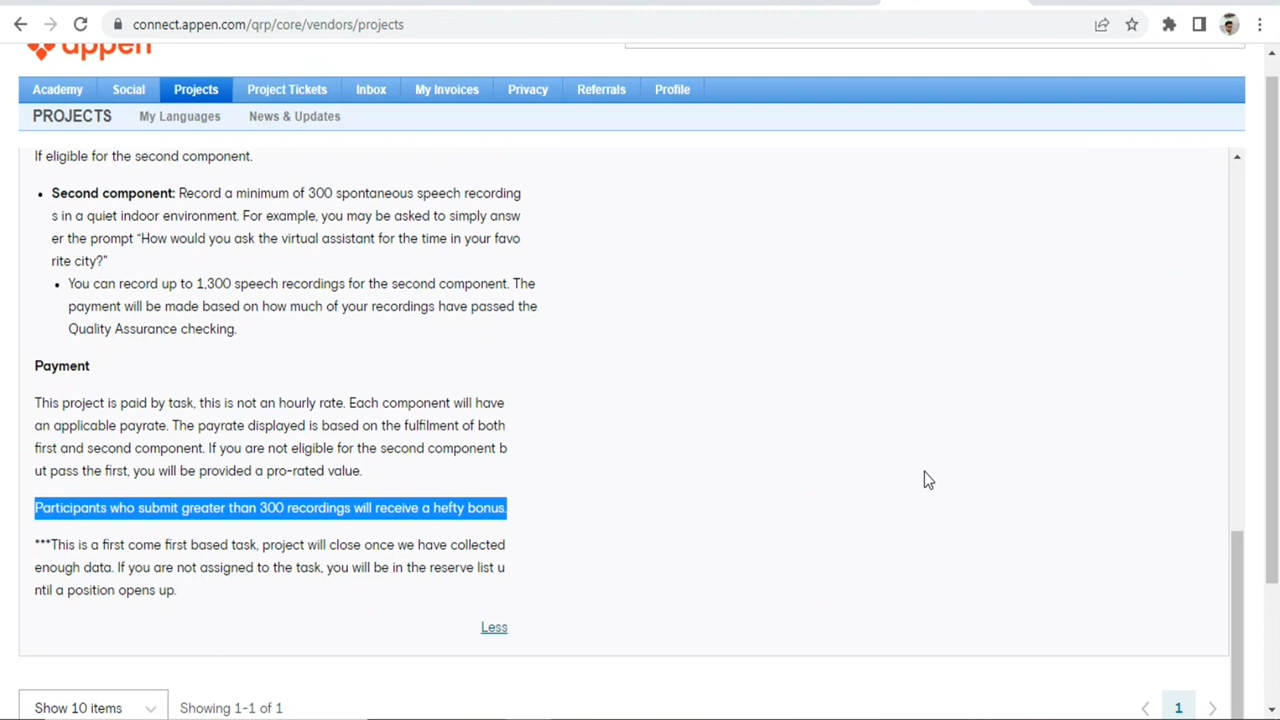 connect.appen.com/qrp/core/vendors/projects
appen
Academy Social Projects Project Tickets Inbox My Invoices Privacy Referrals Profile
PROJECTS My Languages News & Updates
If eligible for the second component.
• Second component: Record a minimum of 300 spontaneous speech recording
s in a quiet indoor environment. For example, you may be asked to simply answ
er the prompt “How would you ask the virtual assistant for the time in your favo
rite city?”
• You can record up to 1,300 speech recordings for the second component. The
payment will be made based on how much of your recordings have passed the
Quality Assurance checking.
Payment
This project is paid by task, this is not an hourly rate. Each component will have
an applicable payrate. The payrate displayed is based on the fulfilment of both
first and second component. If you are not eligible for the second component b
ut pass the first, you will be provided a pro-rated value.
Participants who submit greater than 300 recordings will receive a hefty bonus.
***This is a first come first based task, project will close once we have collected
enough data. If you are not assigned to the task, you will be in the reserve list u
ntil a position opens up.
Less
Show 10 items Showing 1-1 of 1 1